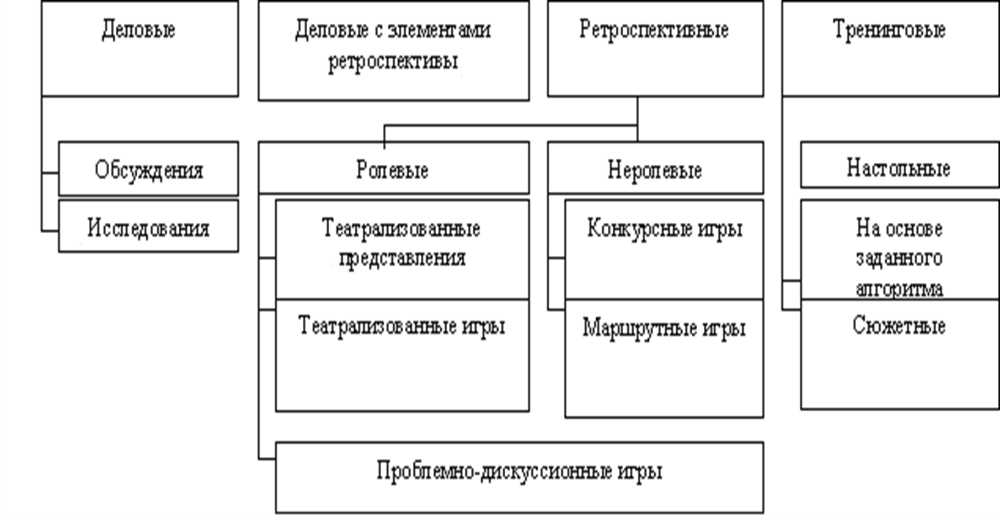 Деловые
Деловые с элементами
ретроспективы
Ретроспективные
Тренинговые
Обсуждения
Ролевые
Неролевые
Настольные
Исследования
Театрализованные
представления
Конкурсные игры
На основе
заданного
алгоритма
Театрализованные игры
Маршрутные игры
Сюжетные
Проблемно-дискуссионные игры